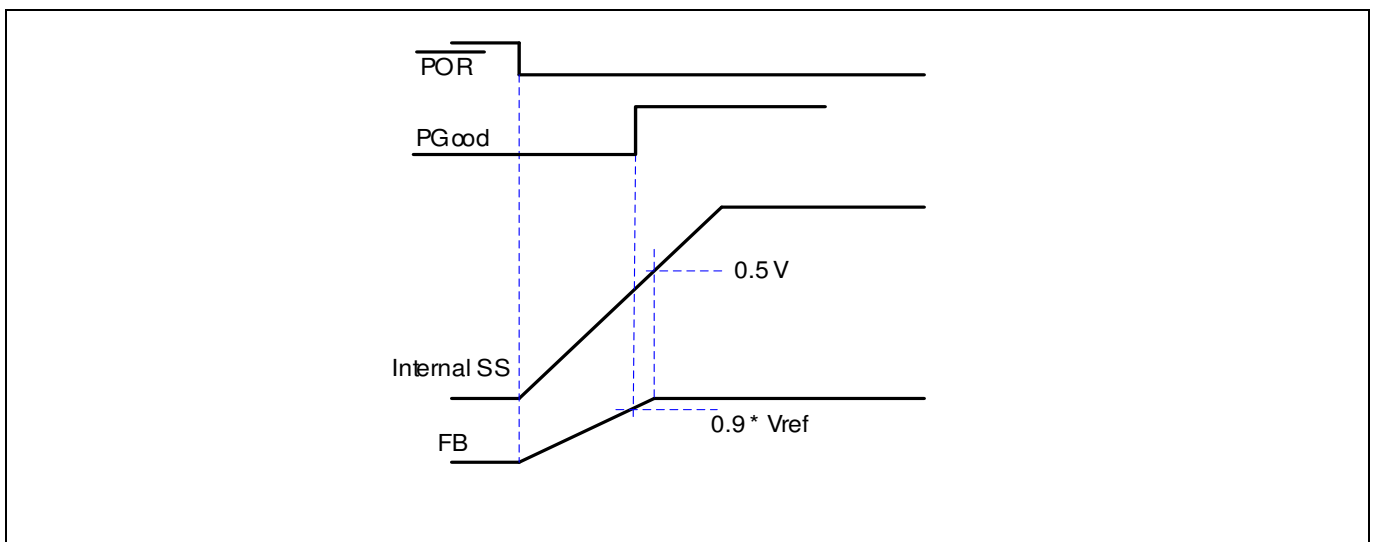 POR
PGood
0.5 V
Internal SS
0.9 * Vref
FB